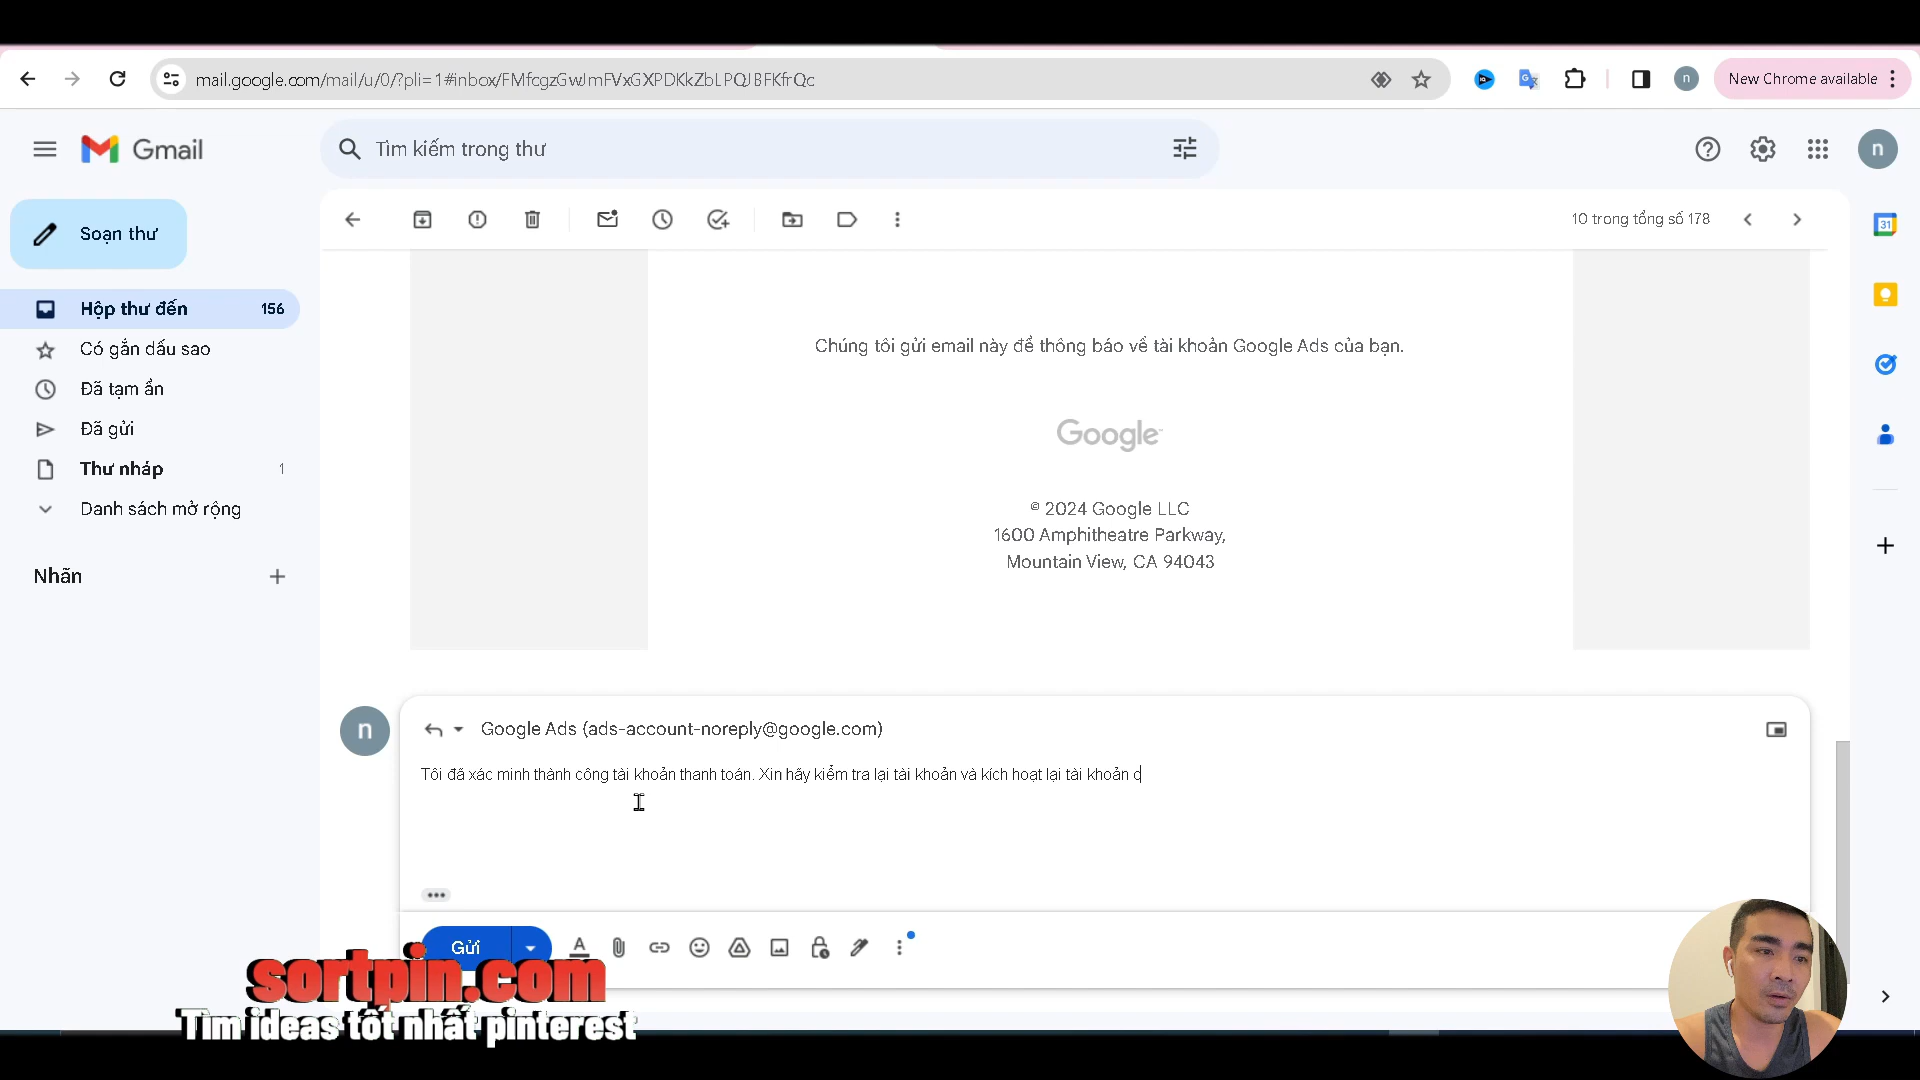 mail.google.com/mail/u/0/?pli=1#inbox/FMfcgzGwJmFVxGXPDKkZbLPQJBFKfrQc
n
New Chrome available
Gmail
Tìm kiếm trong thư
n
Soạn thư
10 trong tổng số 178
31
Hộp thư đến 156
Có gắn dấu sao
Đã tạm ẩn
Đã gửi
Thư nháp 1
Danh sách mở rộng
Nhãn
Chúng tôi gửi email này để thông báo về tài khoản Google Ads của bạn.
Google
© 2024 Google LLC
1600 Amphitheatre Parkway,
Mountain View, CA 94043
n
Google Ads (ads-account-noreply@google.com)
Tôi đã xác minh thành công tài khoản thanh toán. Xin hãy kiểm tra lại tài khoản và kích hoạt lại tài khoản c
Gửi
sortpin.com
Tìm ideas tốt nhất pinterest